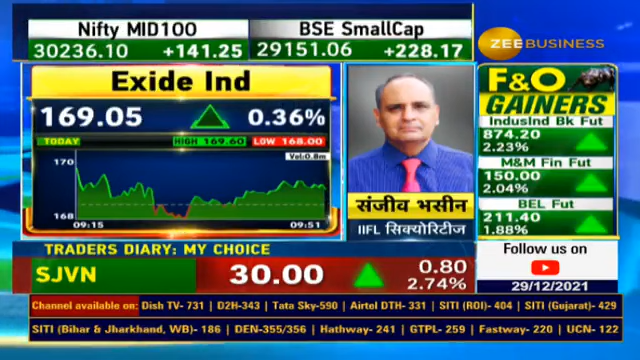 Nifty MID100
BSE SmallCap
30236.10 +141.25
29151.06 +228.17
ZEE BUSINESS
Exide Ind
169.05 0.36%
TODAY HIGH 169.60 LOW 168.00
Vol:0.8m
170
168
09:15 09:51
संजीव भसीन
IIFL सिक्योरिटीज
F&O
GAINERS
IndusInd Bk Fut
874.20
2.23%
M&M Fin Fut
150.00
2.04%
BEL Fut
211.40
1.88%
TRADERS DIARY: MY CHOICE
SJVN 30.00 0.80
2.74%
Follow us on
29/12/2021
Channel available on: Dish TV- 731 | D2H-343 | Tata Sky-590 | Airtel DTH- 331 | SITI (ROI)- 404 | SITI (Gujarat)- 429
SITI (Bihar & Jharkhand, WB)- 186 | DEN-355/356 | Hathway- 241 | GTPL- 259 | Fastway- 220 | UCN- 122